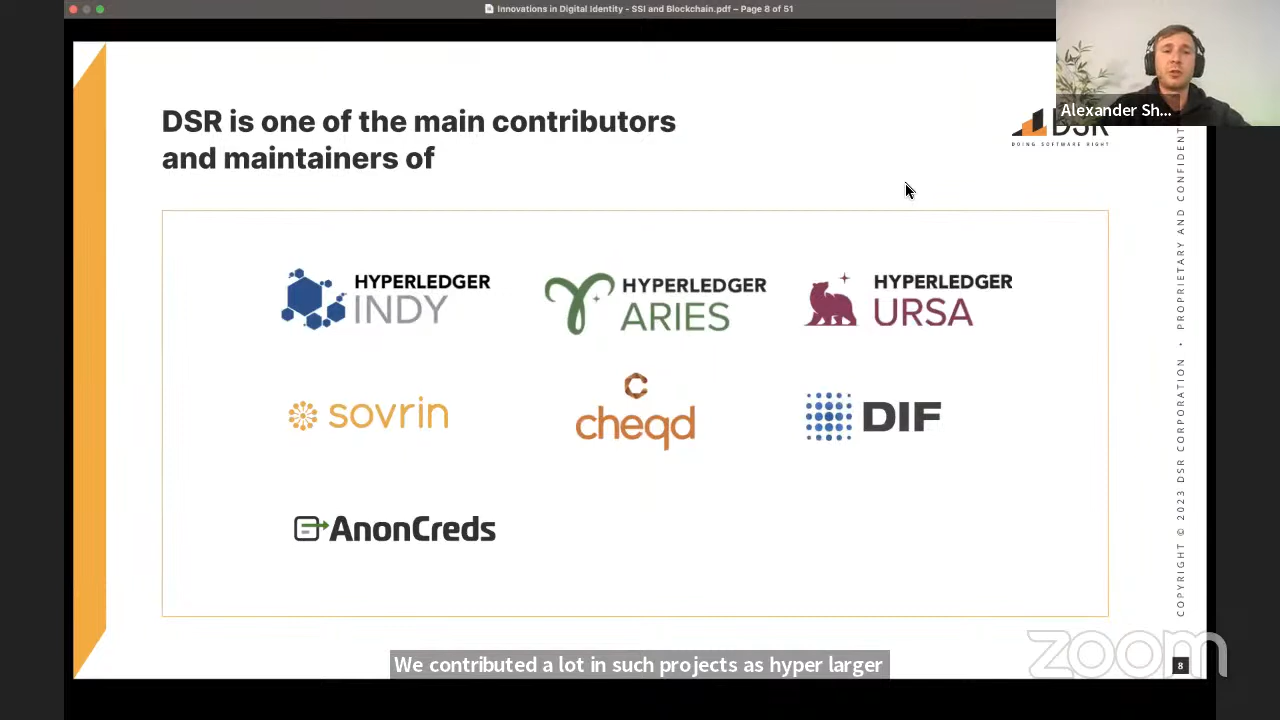 Innovations in Digital Identity - SSI and Blockchain.pdf – Page 8 of 51
Alexander Sh...
DSR is one of the main contributors
and maintainers of
DSR
DOING SOFTWARE RIGHT
HYPERLEDGER
INDY
HYPERLEDGER
ARIES
HYPERLEDGER
URSA
sovrin
cheqd
DIF
AnonCreds
COPYRIGHT © 2023 DSR CORPORATION • PROPRIETARY AND CONFIDENT
We contributed a lot in such projects as hyper larger
zoom
8